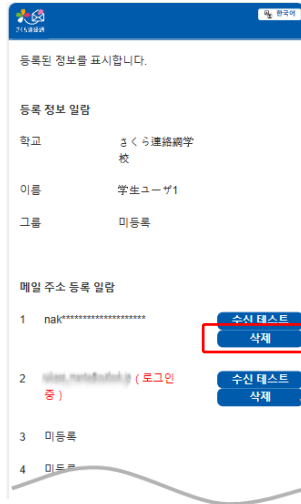 さくら連絡網
한국어
등록된 정보를 표시합니다.
등록 정보 일람
학교 さくら連絡網学
校
이름 学生ユーザ1
그룹 미등록
메일 주소 등록 일람
1 nak******************** 수신 테스트
삭제
2 (로그인 수신 테스트
중) 삭제
3 미등록
4 미등록